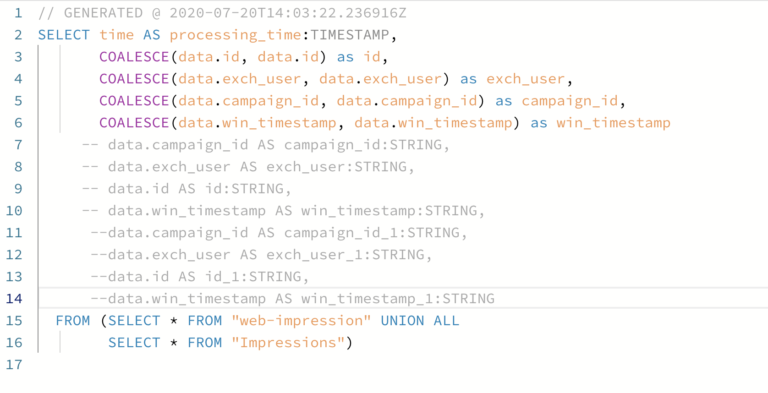 1 // GENERATED @ 2020-07-20T14:03:22.236916Z
2 SELECT time AS processing_time:TIMESTAMP,
3 COALESCE(data.id, data.id) as id,
4 COALESCE(data.exch_user, data.exch_user) as exch_user,
5 COALESCE(data.campaign_id, data.campaign_id) as campaign_id,
6 COALESCE(data.win_timestamp, data.win_timestamp) as win_timestamp
7 -- data.campaign_id AS campaign_id:STRING,
8 -- data.exch_user AS exch_user:STRING,
9 -- data.id AS id:STRING,
10 -- data.win_timestamp AS win_timestamp:STRING,
11 --data.campaign_id AS campaign_id_1:STRING,
12 --data.exch_user AS exch_user_1:STRING,
13 --data.id AS id_1:STRING,
14 --data.win_timestamp AS win_timestamp_1:STRING
15 FROM (SELECT * FROM "web-impression" UNION ALL
16 SELECT * FROM "Impressions")
17